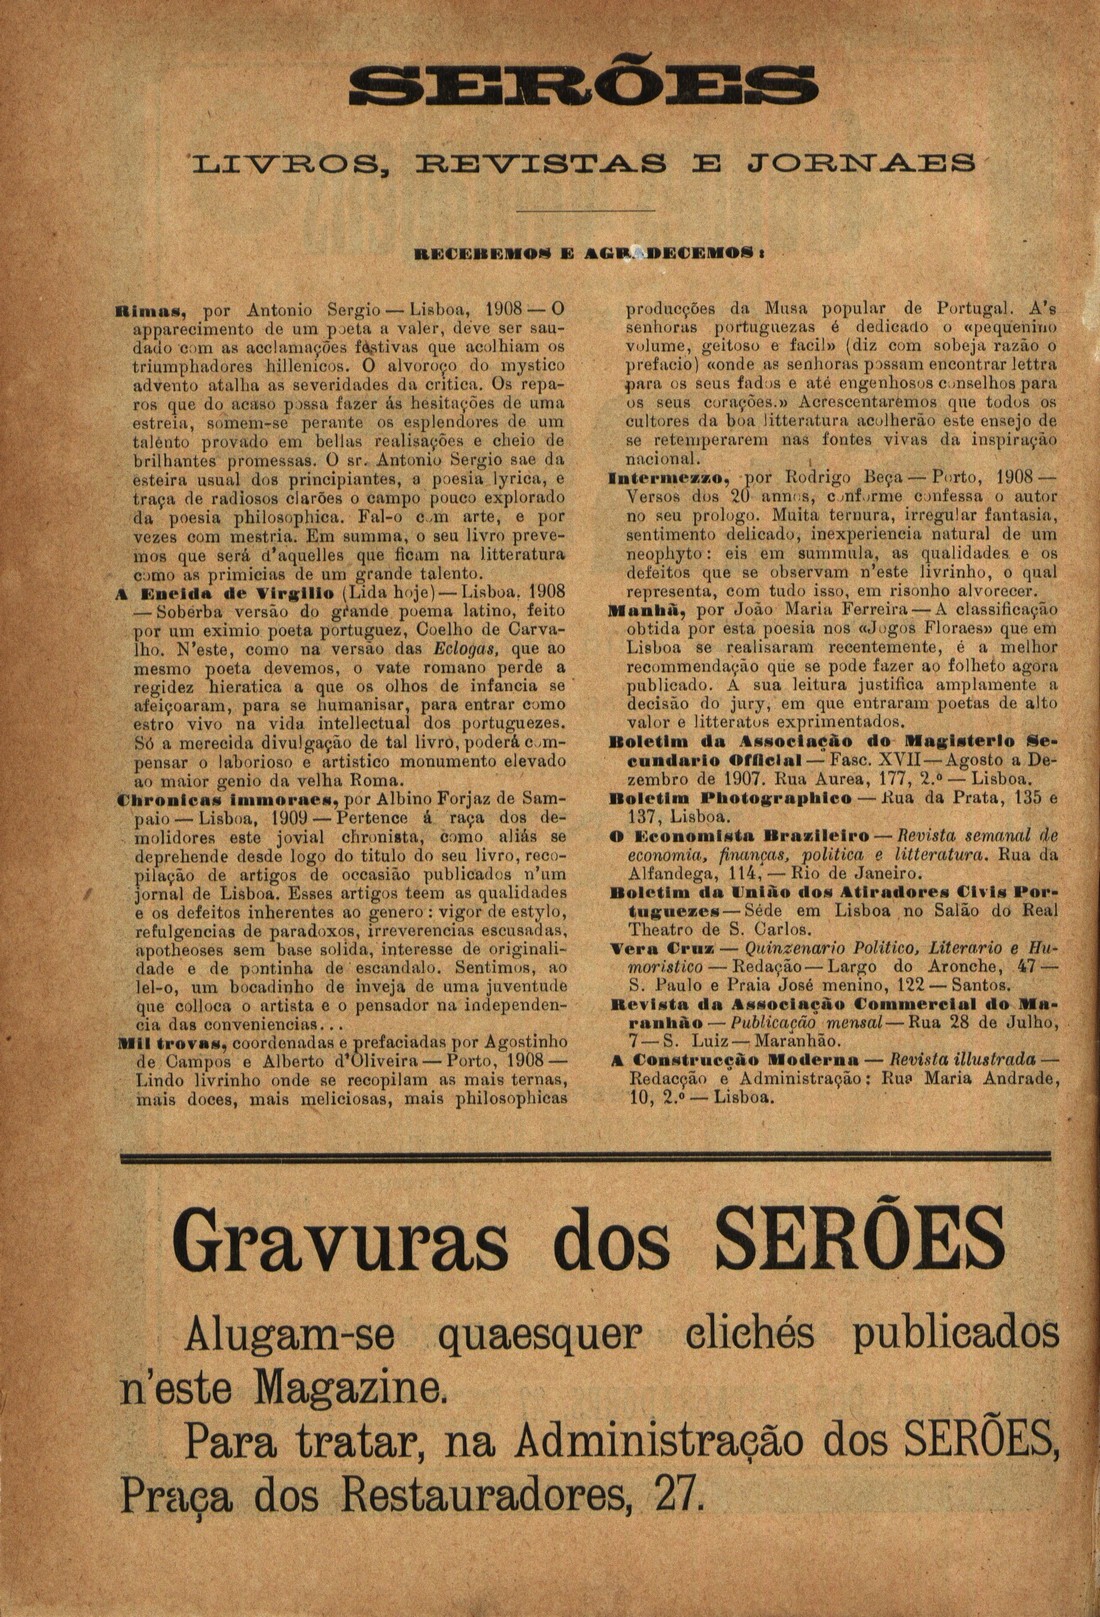 SERÕES
LIVROS, REVISTAS E JORNAES
RECEBEMOS E AGRADECEMOS:
Rimas, por Antonio Sergio — Lisboa, 1908 — O
apparecimento de um poeta a valer, deve ser sau-
dado com as acclamações festivas que acolhiam os
triumphadores hillenicos. O alvoroço do mystico
advento atalha as severidades da critica. Os repa-
ros que do acaso possa fazer ás hesitações de uma
estreia, somem-se perante os esplendores de um
talento provado em bellas realisações e cheio de
brilhantes promessas. O sr. Antonio Sergio sae da
esteira usual dos principiantes, a poesia lyrica, e
traça de radiosos clarões o campo pouco explorado
da poesia philosophica. Fal-o com arte, e por
vezes com mestria. Em summa, o seu livro preve-
mos que será d'aquelles que ficam na litteratura
como as primicias de um grande talento.
A Eneida de Virgilio (Lida hoje) — Lisboa. 1908
— Soberba versão do grande poema latino, feito
por um eximio poeta portuguez, Coelho de Carva-
lho. N'este, como na versão das Eclogas, que ao
mesmo poeta devemos, o vate romano perde a
regidez hieratica a que os olhos de infancia se
afeiçoaram, para se humanisar, para entrar como
estro vivo na vida intellectual dos portuguezes.
Só a merecida divulgação de tal livro, poderá com-
pensar o laborioso e artistico monumento elevado
ao maior genio da velha Roma.
Chronicas immoraes, por Albino Forjaz de Sam-
paio — Lisboa, 1909 — Pertence á raça dos de-
molidores este jovial chronista, como aliás se
deprehende desde logo do titulo do seu livro, reco-
pilação de artigos de occasião publicados n'um
jornal de Lisboa. Esses artigos teem as qualidades
e os defeitos inherentes ao genero: vigor de estylo,
refulgencias de paradoxos, irreverencias escusadas,
apotheoses sem base solida, interesse de originali-
dade e de pontinha de escandalo. Sentimos, ao
lel-o, um bocadinho de inveja de uma juventude
que colloca o artista e o pensador na independen-
cia das conveniencias...
Mil trovas, coordenadas e prefaciadas por Agostinho
de Campos e Alberto d'Oliveira — Porto, 1908 —
Lindo livrinho onde se recopilam as mais ternas,
mais doces, mais meliciosas, mais philosophicas
producções da Musa popular de Portugal. A's
senhoras portuguezas é dedicado o «pequenino
volume, geitoso e facil» (diz com sobeja razão o
prefacio) «onde as senhoras possam encontrar lettra
para os seus fados e até engenhosos conselhos para
os seus corações.» Acrescentaremos que todos os
cultores da boa litteratura acolherão este ensejo de
se retemperarem nas fontes vivas da inspiração
nacional.
Intermezzo, por Rodrigo Beça — Porto, 1908 —
Versos dos 20 annos, conforme confessa o autor
no seu prologo. Muita ternura, irregular fantasia,
sentimento delicado, inexperiencia natural de um
neophyto: eis em summula, as qualidades e os
defeitos que se observam n'este livrinho, o qual
representa, com tudo isso, em risonho alvorecer.
Manhã, por João Maria Ferreira — A classificação
obtida por esta poesia nos «Jogos Floraes» que em
Lisboa se realisaram recentemente, é a melhor
recommendação que se pode fazer ao folheto agora
publicado. A sua leitura justifica amplamente a
decisão do jury, em que entraram poetas de alto
valor e litteratos exprimentados.
Boletim da Associação do Magisterio Se-
cundario Official — Fasc. XVII — Agosto a De-
zembro de 1907. Rua Aurea, 177, 2.º — Lisboa.
Boletim Photographico — Rua da Prata, 135 e
137, Lisboa.
O Economista Brazileiro — Revista semanal de
economia, finanças, politica e litteratura. Rua da
Alfandega, 114, — Rio de Janeiro.
Boletim da União dos Atiradores Civis Por-
tuguezes — Séde em Lisboa no Salão do Real
Theatro de S. Carlos.
Vera Cruz — Quinzenario Politico, Literario e Hu-
moristico — Redação — Largo do Aronche, 47 —
S. Paulo e Praia José menino, 122 — Santos.
Revista da Associação Commercial do Ma-
ranhão — Publicação mensal — Rua 28 de Julho,
7 — S. Luiz — Maranhão.
A Construcção Moderna — Revista illustrada —
Redacção e Administração: Rua Maria Andrade,
10, 2.º — Lisboa.
Gravuras dos SERÕES
Alugam-se quaesquer clichés publicados
n'este Magazine.
Para tratar, na Administração dos SERÕES,
Praça dos Restauradores, 27.